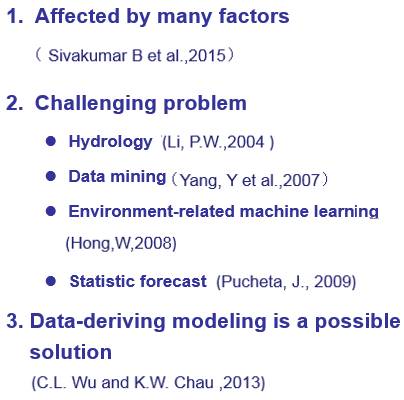 1. Affected by many factors
（ Sivakumar B et al.,2015）
2. Challenging problem
● Hydrology (Li, P.W.,2004 )
● Data mining（Yang, Y et al.,2007）
● Environment-related machine learning
(Hong,W,2008)
● Statistic forecast (Pucheta, J., 2009)
3. Data-deriving modeling is a possible
solution
(C.L. Wu and K.W. Chau ,2013)